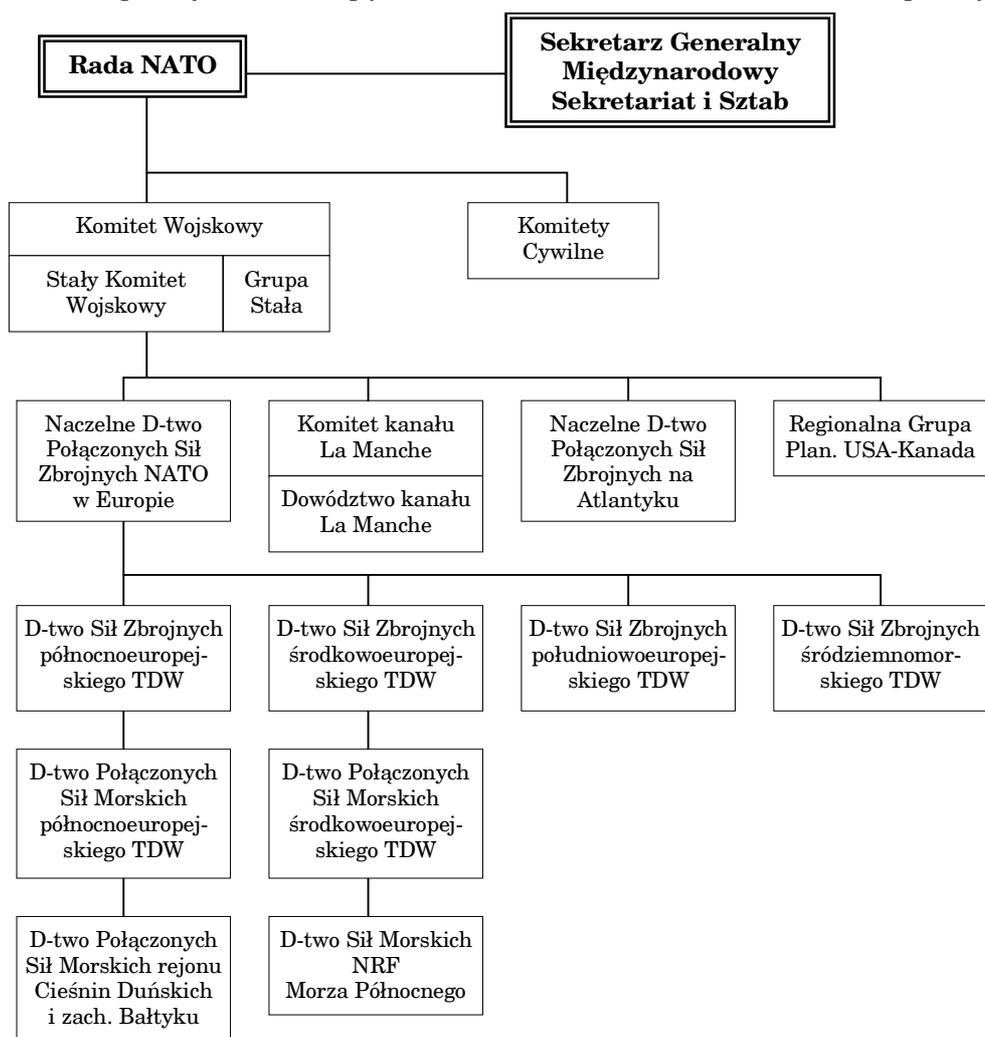 Rada NATO
Sekretarz Generalny
Międzynarodowy
Sekretariat i Sztab
Komitet Wojskowy
Stały Komitet
Wojskowy
Grupa
Stała
Komitety
Cywilne
Naczelne D-two
Połączonych Sił
Zbrojnych NATO
w Europie
Komitet kanału
La Manche
Dowództwo kanału
La Manche
Naczelne D-two
Połączonych Sił
Zbrojnych na
Atlantyku
Regionalna Grupa
Plan. USA-Kanada
D-two Sił Zbrojnych
północnoeuropej-
skiego TDW
D-two Sił Zbrojnych
środkowoeuropej-
skiego TDW
D-two Sił Zbrojnych
południowoeuropej-
skiego TDW
D-two Sił Zbrojnych
śródziemnomor-
skiego TDW
D-two Połączonych
Sił Morskich
północnoeuropej-
skiego TDW
D-two Połączonych
Sił Morskich
środkowoeuropej-
skiego TDW
D-two Połączonych
Sił Morskich rejonu
Cieśnin Duńskich
i zach. Bałtyku
D-two Sił Morskich
NRF
Morza Północnego